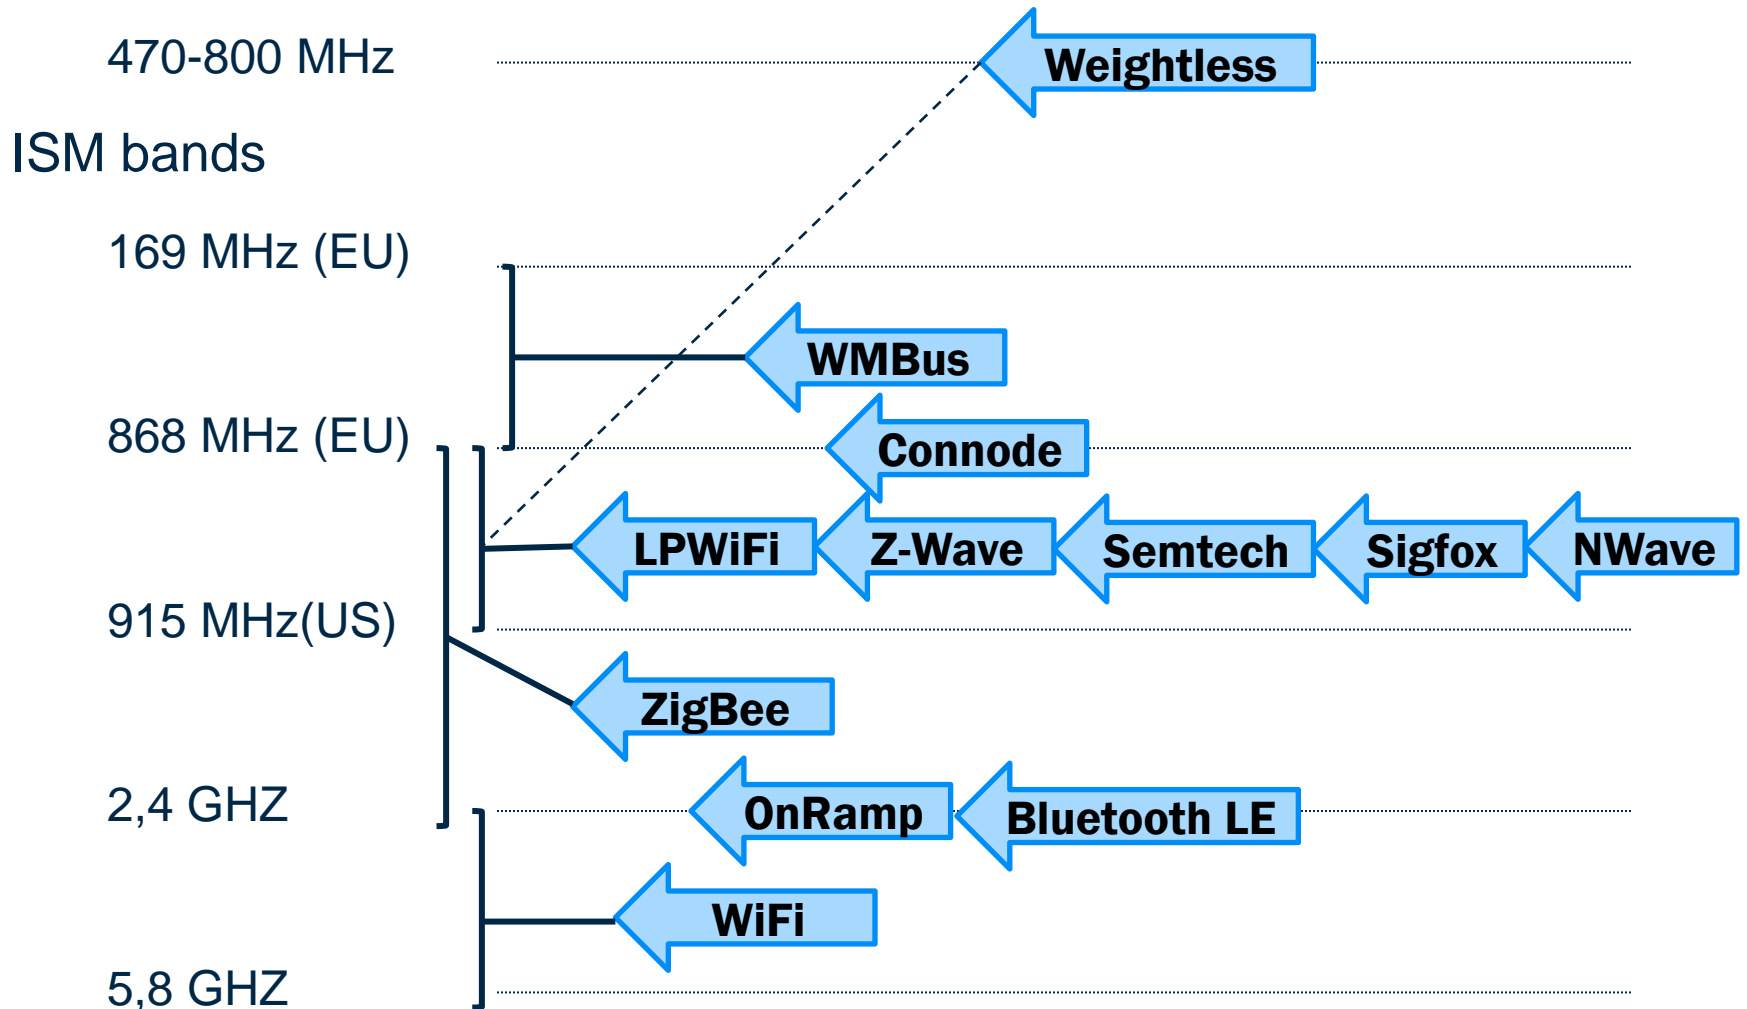 470-800 MHz
Weightless
ISM bands
169 MHz (EU)
WMBus
868 MHz (EU)
Connode
LPWiFi
Z-Wave
Semtech
Sigfox
NWave
915 MHz(US)
ZigBee
2,4 GHZ
OnRamp
Bluetooth LE
WiFi
5,8 GHZ